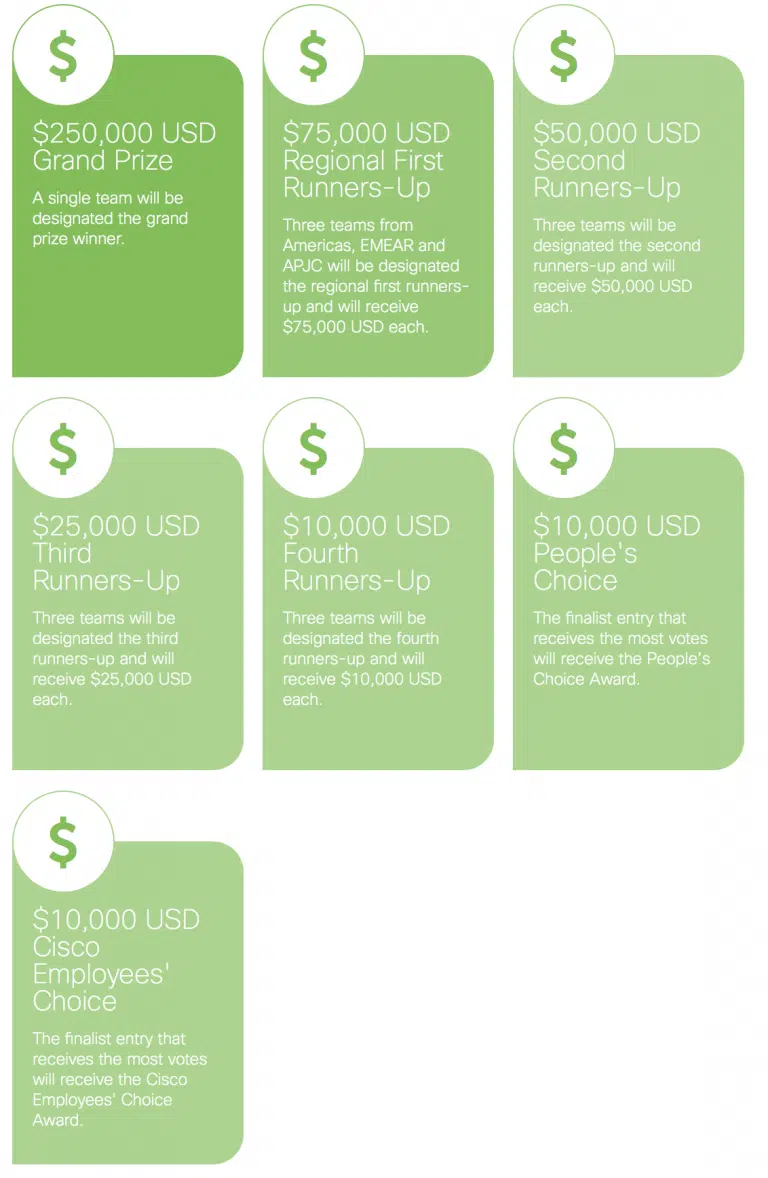 $
$250,000 USD
Grand Prize
A single team will be
designated the grand
prize winner.
$
$75,000 USD
Regional First
Runners-Up
Three teams from
Americas, EMEAR and
APJC will be designated
the regional first runners-
up and will receive
$75,000 USD each.
$
$50,000 USD
Second
Runners-Up
Three teams will be
designated the second
runners-up and will
receive $50,000 USD
each.
$
$25,000 USD
Third
Runners-Up
Three teams will be
designated the third
runners-up and will
receive $25,000 USD
each.
$
$10,000 USD
Fourth
Runners-Up
Three teams will be
designated the fourth
runners-up and will
receive $10,000 USD
each.
$
$10,000 USD
People's
Choice
The finalist entry that
receives the most votes
will receive the People's
Choice Award.
$
$10,000 USD
Cisco
Employees'
Choice
The finalist entry that
receives the most votes
will receive the Cisco
Employees' Choice
Award.